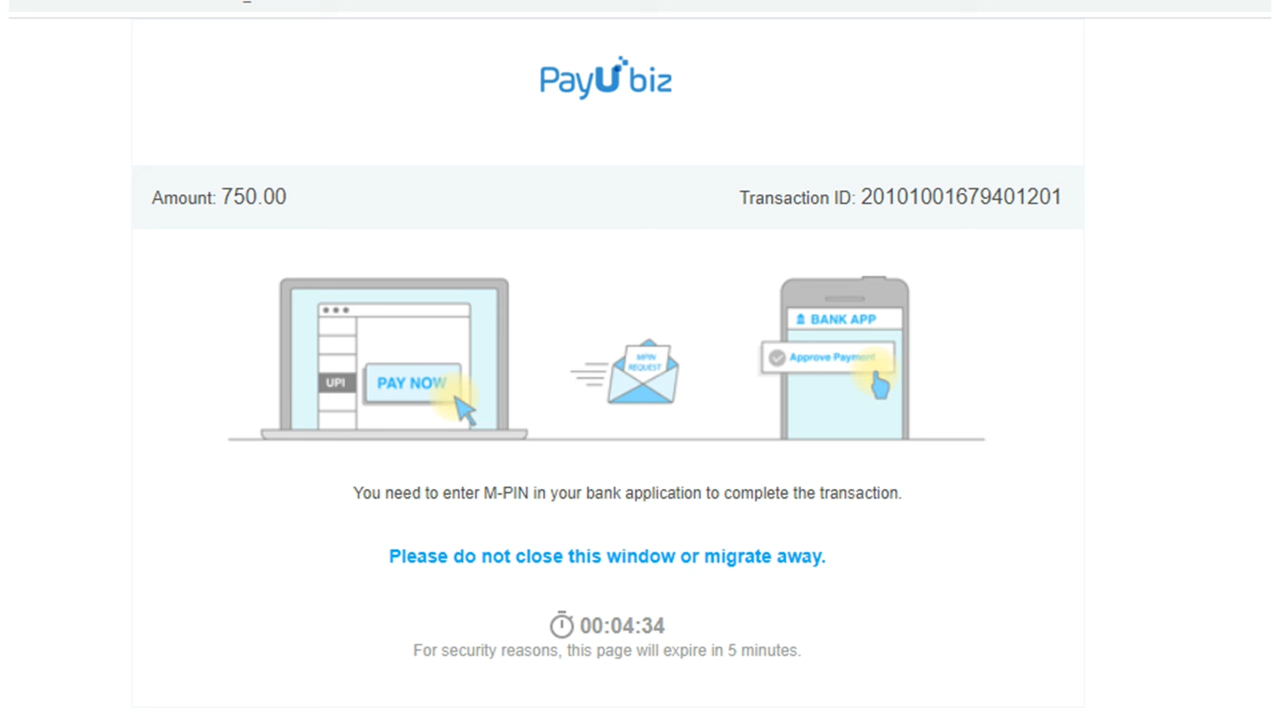 PayU biz
Amount: 750.00
Transaction ID: 20101001679401201
BANK APP
MPIN
REQUEST
Approve Payment
UPI
PAY NOW
You need to enter M-PIN in your bank application to complete the transaction.
Please do not close this window or migrate away.
00:04:34
For security reasons, this page will expire in 5 minutes.